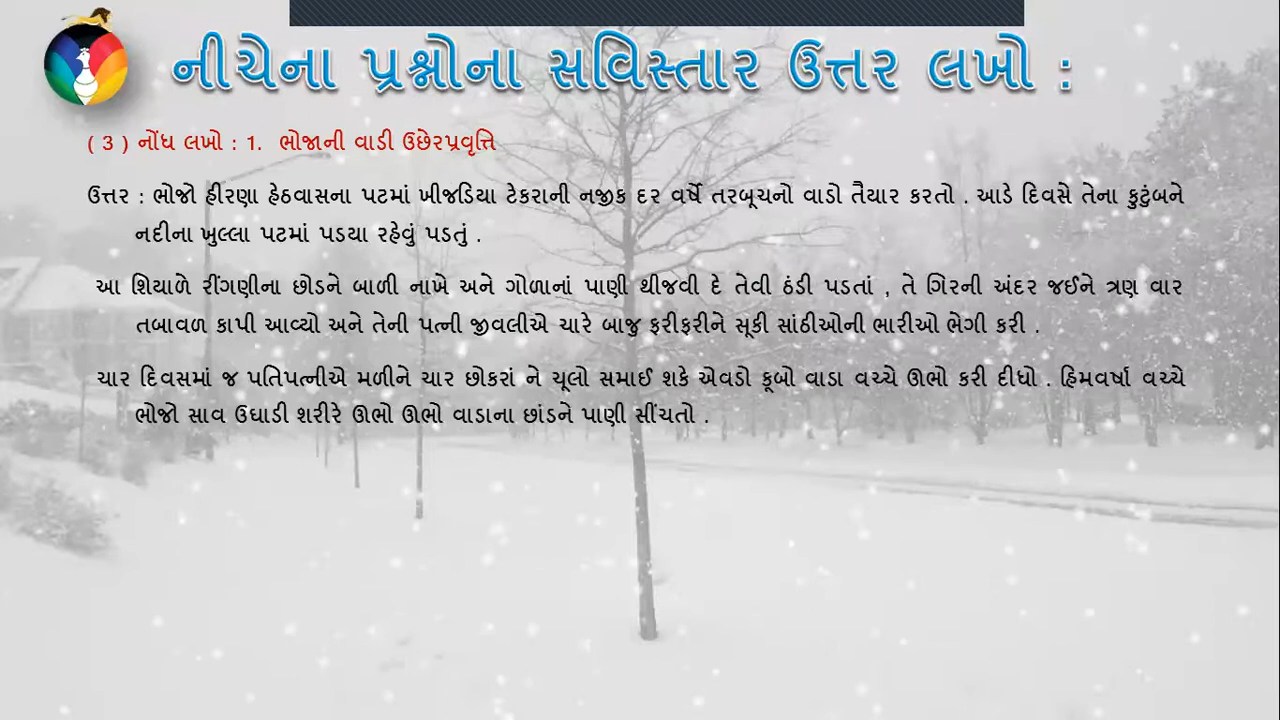 નીચેના પ્રશ્નોના સવિસ્તાર ઉત્તર લખો :
( 3 ) નોંધ લખો : 1. ભોજાની વાડી ઉછેરપ્રવૃત્તિ
ઉત્તર : ભોજો હીરણા હેઠવાસના પટમાં ખીજડિયા ટેકરાની નજીક દર વર્ષે તરબૂચનો વાડો તૈયાર કરતો . આડે દિવસે તેના કુટુંબને
નદીના ખુલ્લા પટમાં પડયા રહેવું પડતું .
આ શિયાળે રીંગણીના છોડને બાળી નાખે અને ગોળાનાં પાણી થીજવી દે તેવી ઠંડી પડતાં , તે ગિરની અંદર જઈને ત્રણ વાર
તબાવળ કાપી આવ્યો અને તેની પત્ની જીવલીએ ચારે બાજુ ફરીફરીને સૂકી સાંઠીઓની ભારીઓ ભેગી કરી .
ચાર દિવસમાં જ પતિપત્નીએ મળીને ચાર છોકરાં ને ચૂલો સમાઈ શકે એવડો કૂબો વાડા વચ્ચે ઊભો કરી દીધો . હિમવર્ષા વચ્ચે
ભોજો સાવ ઉઘાડી શરીરે ઊભો ઊભો વાડાના છાંડને પાણી સીંચતો .